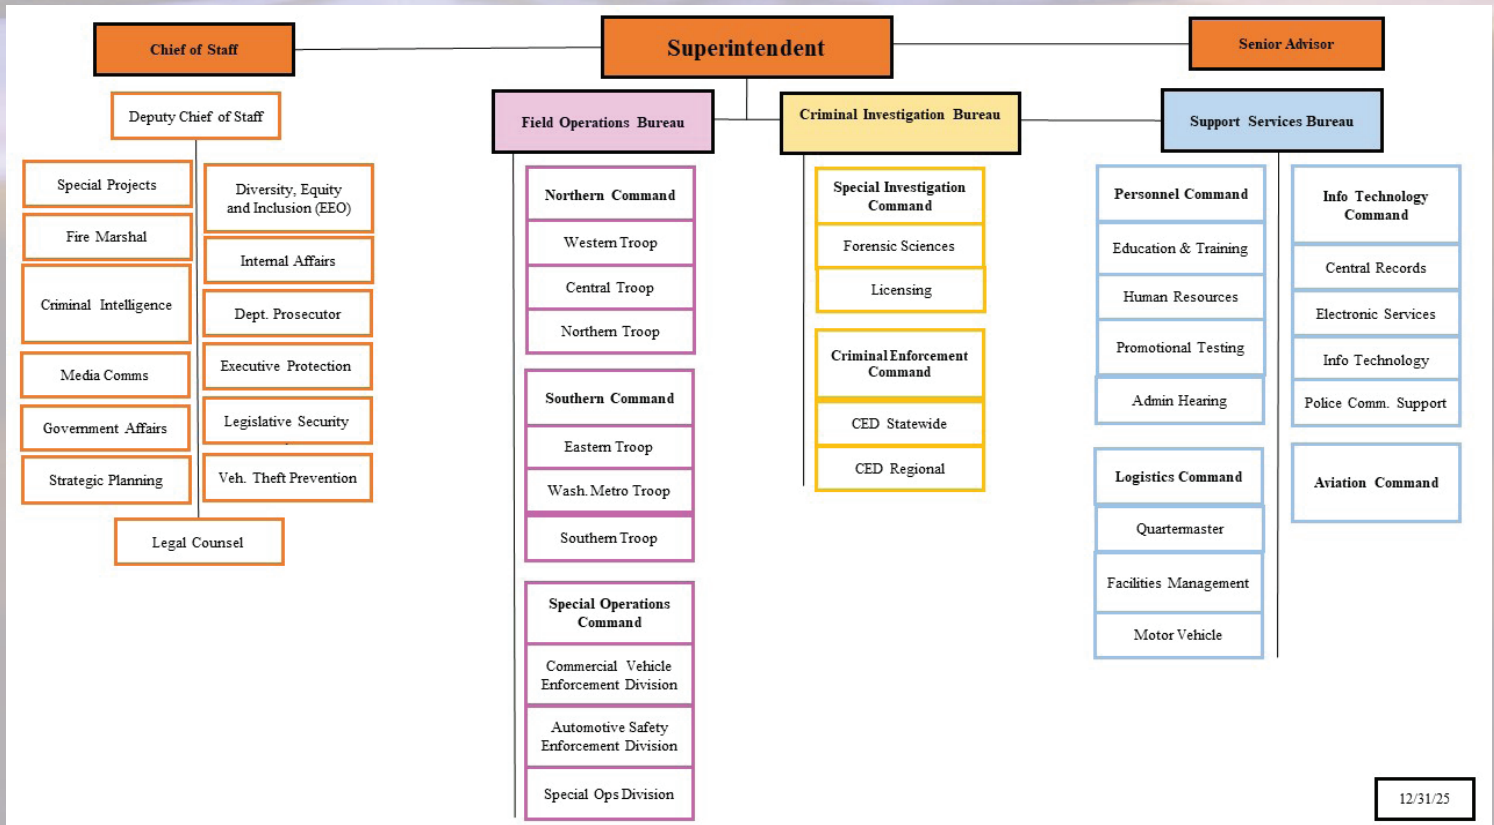 Chief of Staff
Superintendent
Senior Advisor
Deputy Chief of Staff
Special Projects
Fire Marshal
Criminal Intelligence
Media Comms
Government Affairs
Strategic Planning
Diversity, Equity
and Inclusion (EEO)
Internal Affairs
Dept. Prosecutor
Executive Protection
Legislative Security
Veh. Theft Prevention
Legal Counsel
Field Operations Bureau
Northern Command
Western Troop
Central Troop
Northern Troop
Southern Command
Eastern Troop
Wash. Metro Troop
Southern Troop
Special Operations
Command
Commercial Vehicle
Enforcement Division
Automotive Safety
Enforcement Division
Special Ops Division
Criminal Investigation Bureau
Special Investigation
Command
Forensic Sciences
Licensing
Criminal Enforcement
Command
CED Statewide
CED Regional
Support Services Bureau
Personnel Command
Education & Training
Human Resources
Promotional Testing
Admin Hearing
Logistics Command
Quartermaster
Facilities Management
Motor Vehicle
Info Technology
Command
Central Records
Electronic Services
Info Technology
Police Comm. Support
Aviation Command
12/31/25